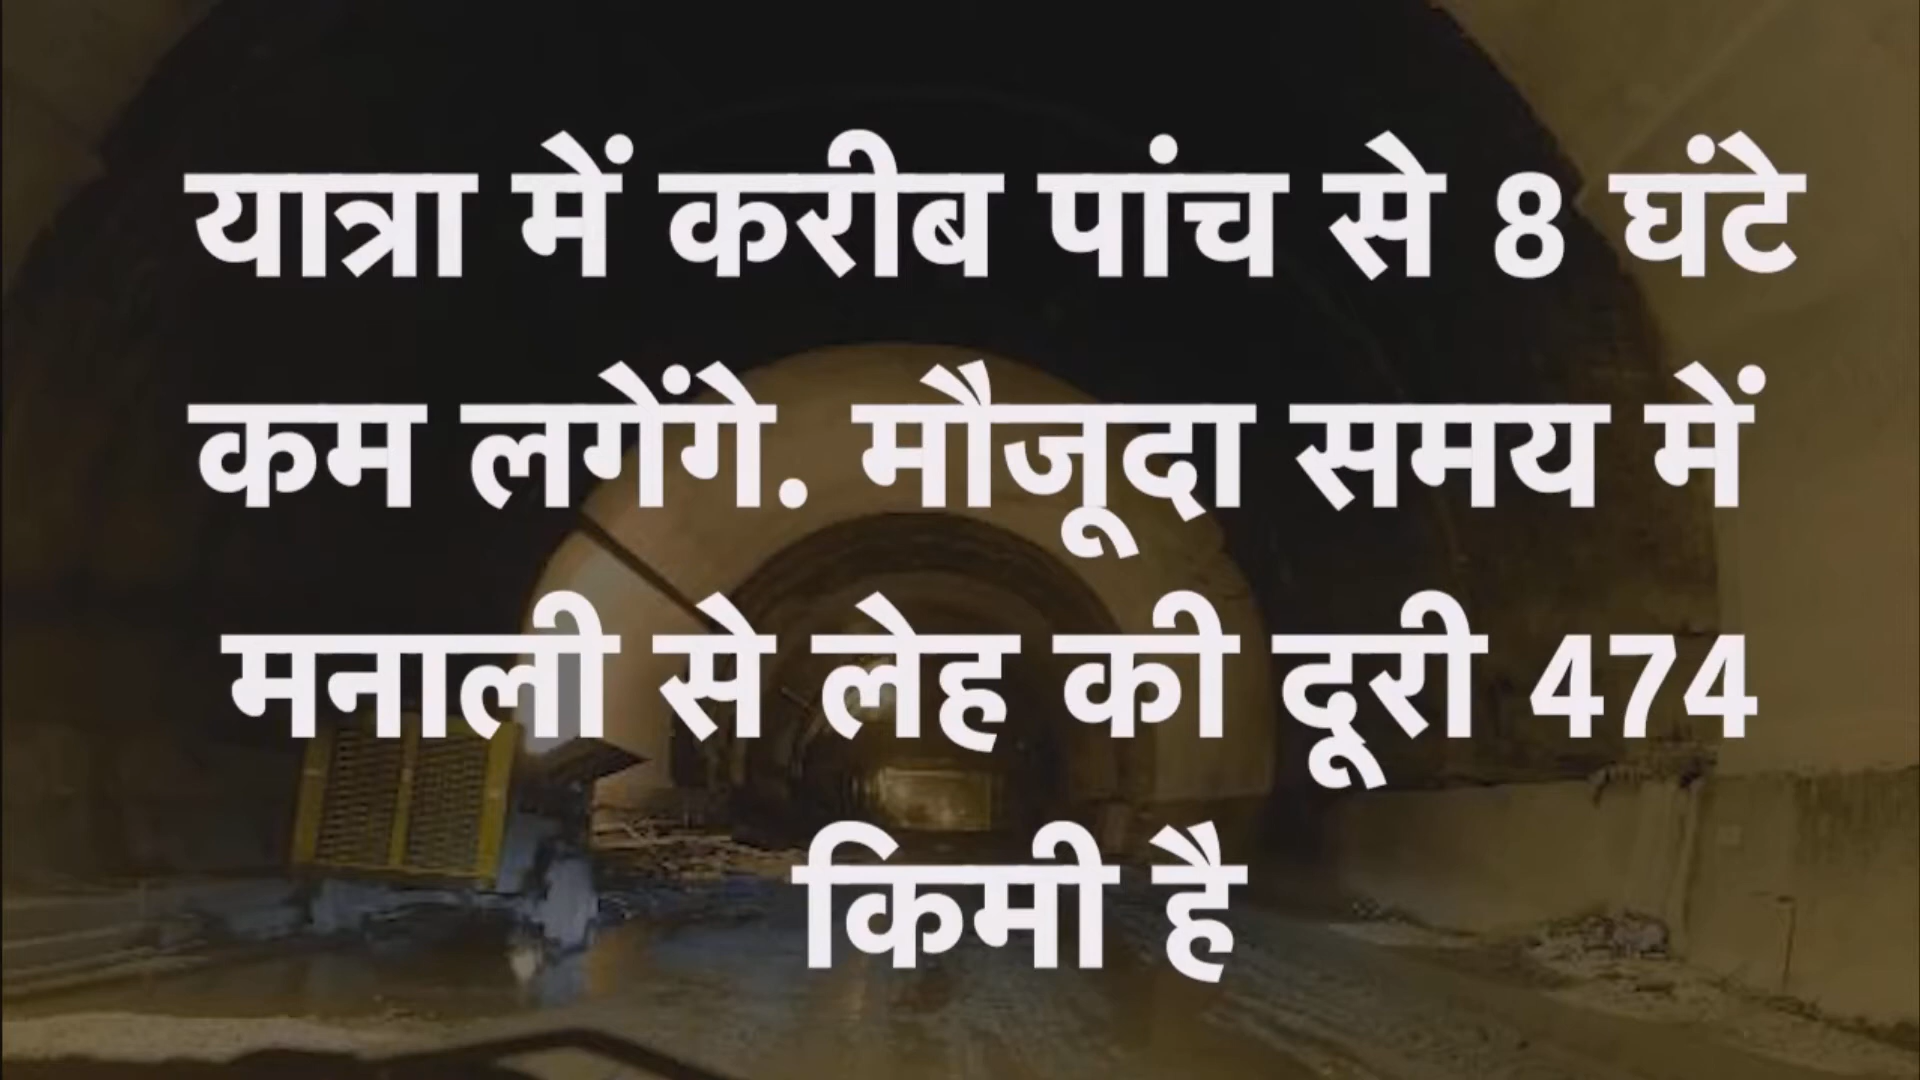 यात्रा में करीब पांच से 8 घंटे
कम लगेंगे. मौजूदा समय में
मनाली से लेह की दूरी 474
किमी है